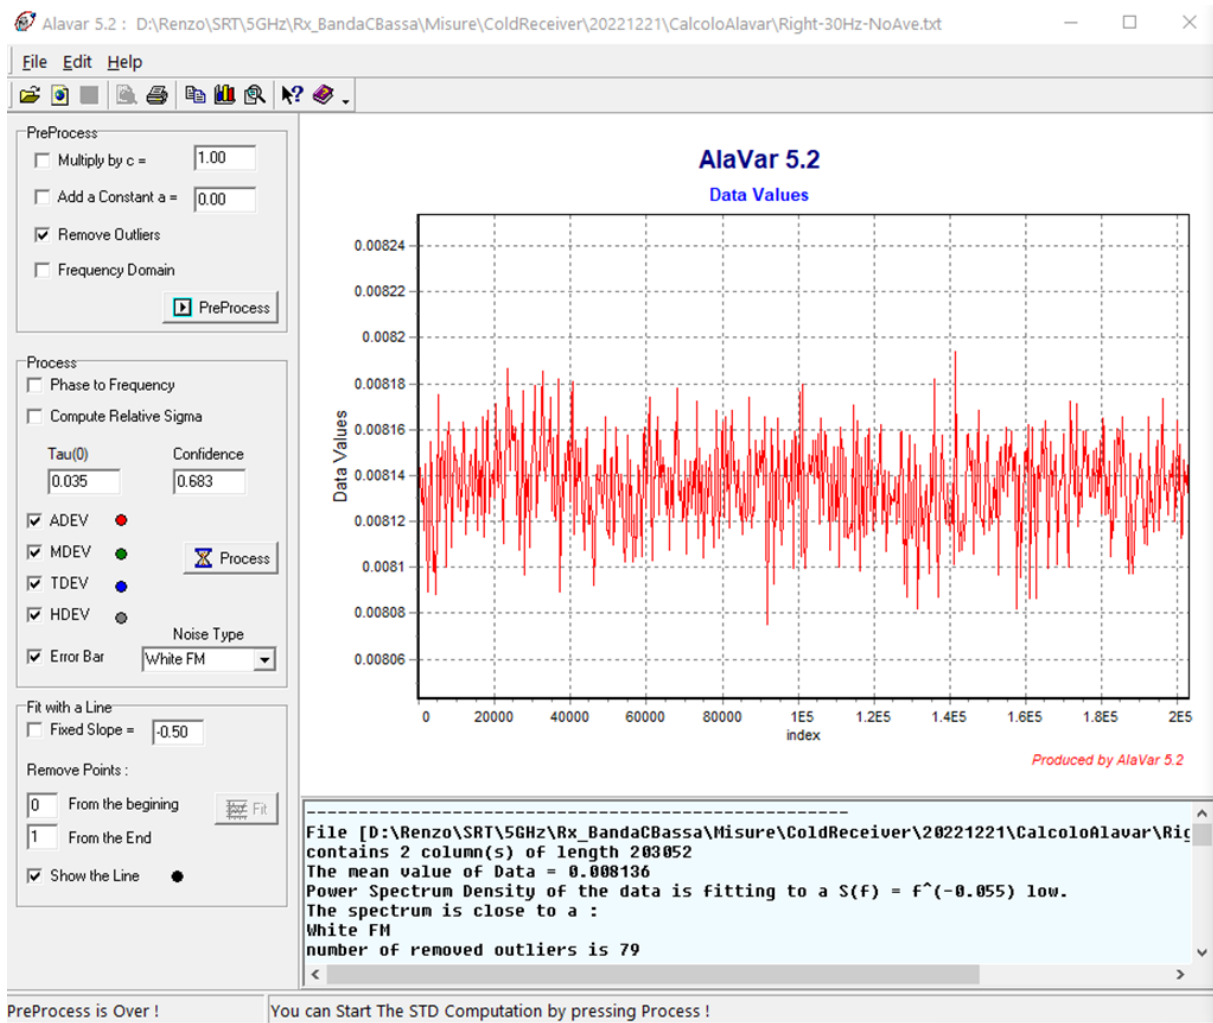 Alavar 5.2 : D:\Renzo\SRT\5GHz\Rx_BandaCBassa\Misure\ColdReceiver\20221221\CalcoloAlavar\Right-30Hz-NoAve.txt
File Edit Help
PreProcess
Multiply by c = 1.00
Add a Constant a = 0.00
Remove Outliers
Frequency Domain
PreProcess
Process
Phase to Frequency
Compute Relative Sigma
Tau(0) Confidence
0.035 0.683
ADEV
MDEV
Process
TDEV
HDEV
Noise Type
Error Bar White FM
Fit with a Line
Fixed Slope = -0.50
Remove Points :
0 From the begining
Fit
1 From the End
Show the Line
AlaVar 5.2
Data Values
0.00824
0.00822
0.0082
0.00818
0.00816
0.00814
0.00812
0.0081
0.00808
0.00806
Data Values
0 20000 40000 60000 80000 1E5 1.2E5 1.4E5 1.6E5 1.8E5 2E5
index
Produced by AlaVar 5.2
------------------------------------------------------
File [D:\Renzo\SRT\5GHz\Rx_BandaCBassa\Misure\ColdReceiver\20221221\CalcoloAlavar\Rig
contains 2 column(s) of length 203052
The mean value of Data = 0.008136
Power Spectrum Density of the data is fitting to a S(f) = f^(-0.055) low.
The spectrum is close to a :
White FM
number of removed outliers is 79
PreProcess is Over ! You can Start The STD Computation by pressing Process !